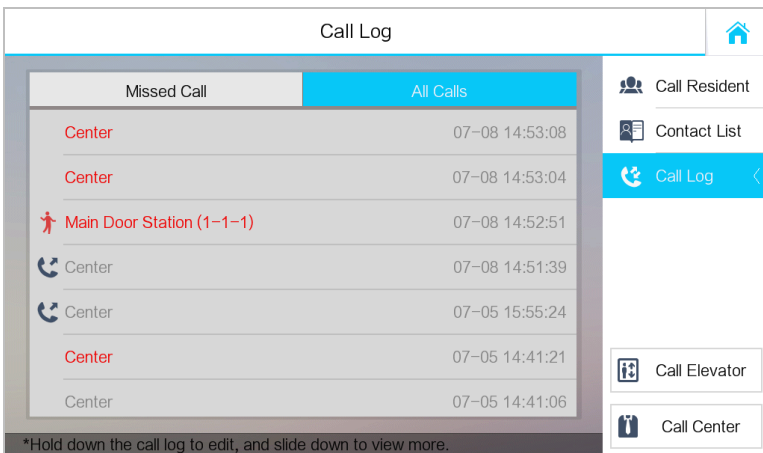 Call Log
Missed Call
All Calls
Center 07-08 14:53:08
Center 07-08 14:53:04
Main Door Station (1-1-1) 07-08 14:52:51
Center 07-08 14:51:39
Center 07-05 15:55:24
Center 07-05 14:41:21
Center 07-05 14:41:06
*Hold down the call log to edit, and slide down to view more.
Call Resident
Contact List
Call Log
Call Elevator
Call Center